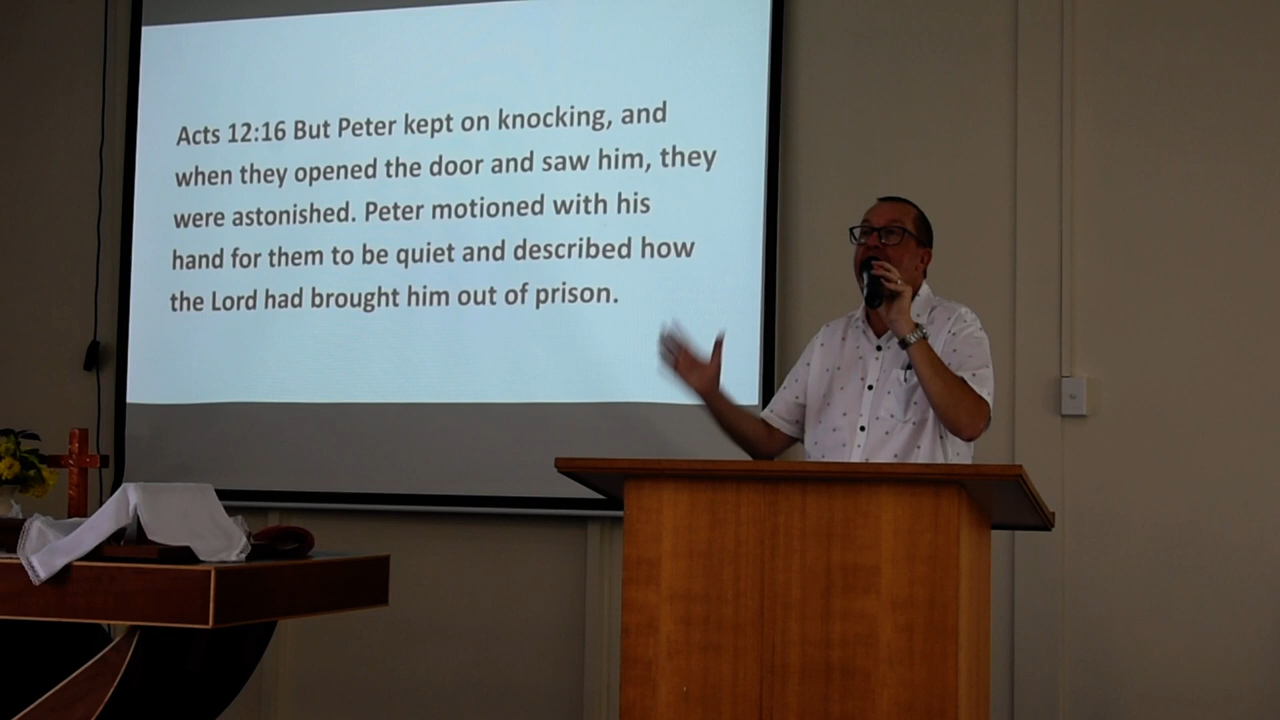 Acts 12:16 But Peter kept on knocking, and
when they opened the door and saw him, they
were astonished. Peter motioned with his
hand for them to be quiet and described how
the Lord had brought him out of prison.